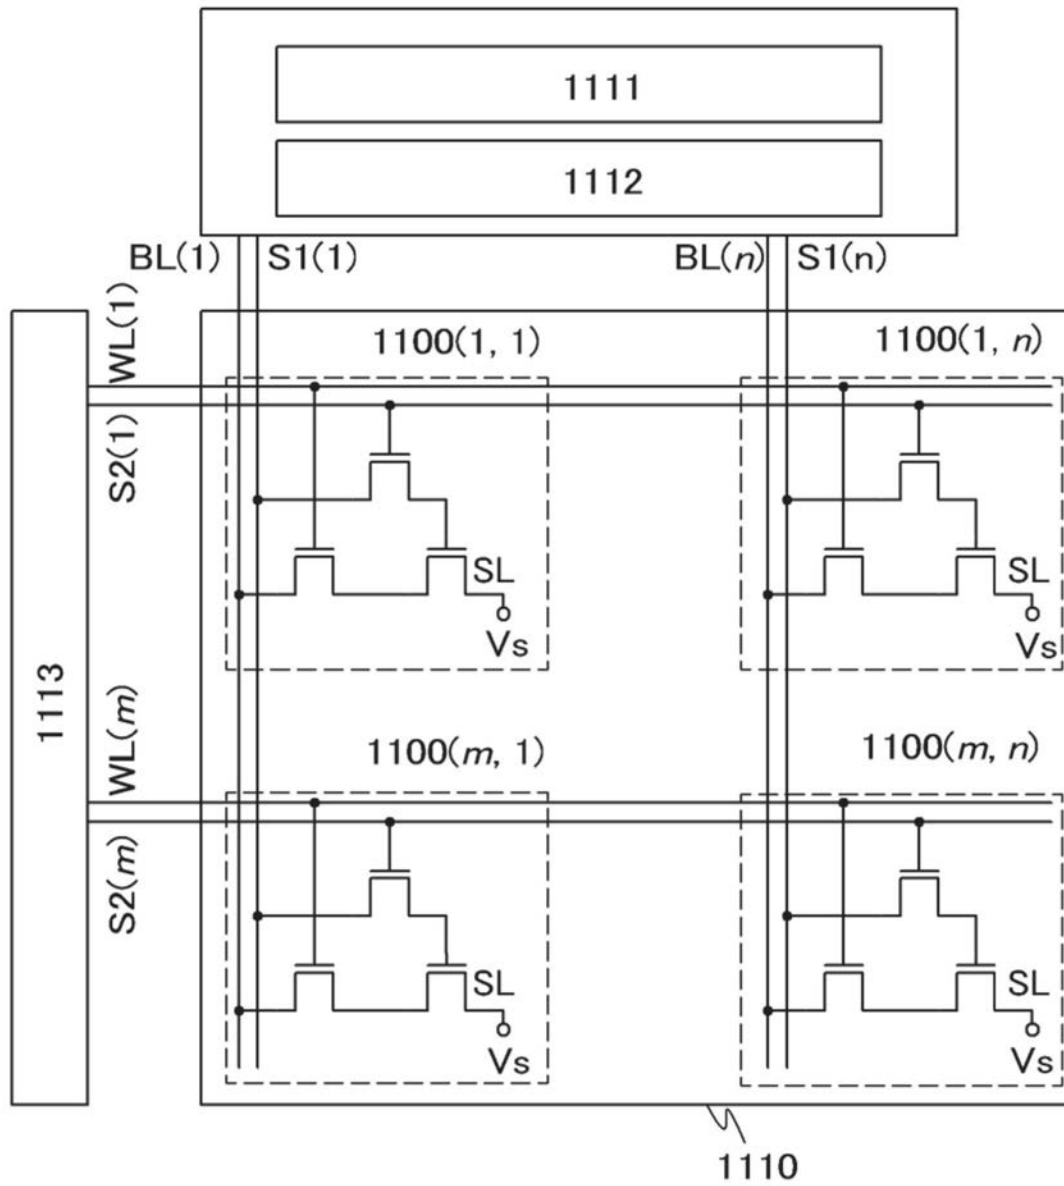 1111
1112
BL(1) S1(1) BL(n) S1(n)
WL(1)
S2(1)
1100(1, 1) 1100(1, n)
SL SL
Vs Vs
1113
WL(m)
S2(m)
1100(m, 1) 1100(m, n)
SL SL
Vs Vs
1110